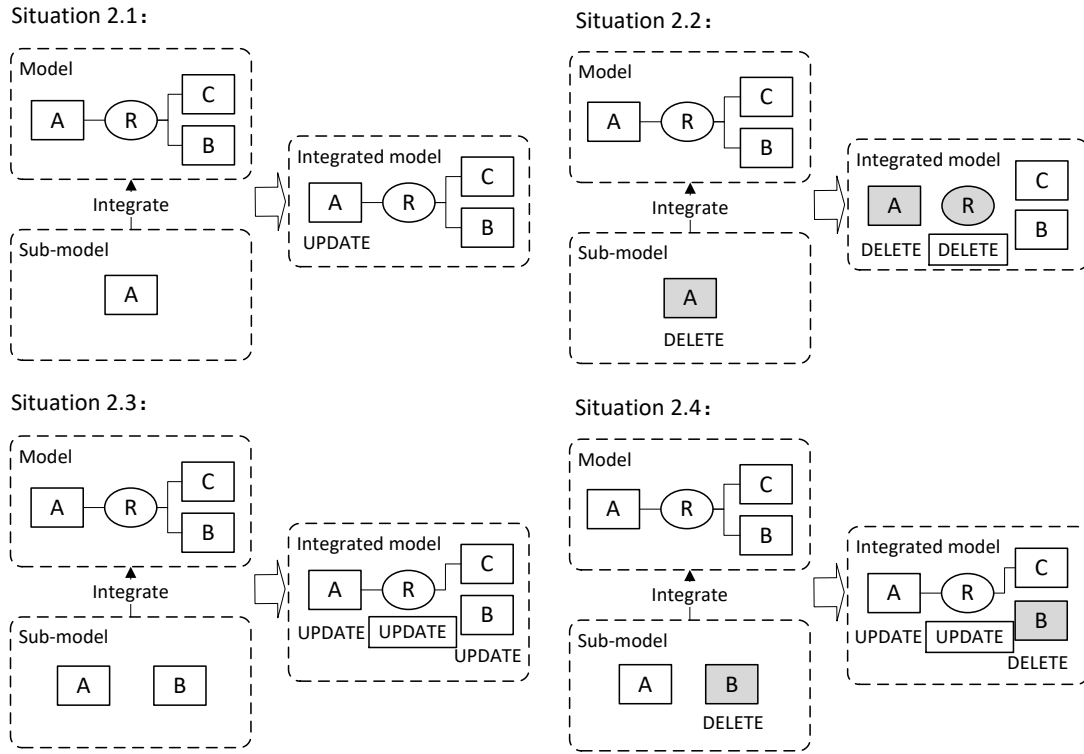 Situation 2.1：
Model
A
R
C
B
Integrate
Sub-model
A
Integrated model
A
R
C
B
UPDATE
Situation 2.2：
Model
A
R
C
B
Integrate
Sub-model
A
DELETE
Integrated model
A
R
C
B
DELETE
DELETE
Situation 2.3：
Model
A
R
C
B
Integrate
Sub-model
A
B
Integrated model
A
R
C
B
UPDATE
UPDATE
UPDATE
Situation 2.4：
Model
A
R
C
B
Integrate
Sub-model
A
B
DELETE
Integrated model
A
R
C
B
UPDATE
UPDATE
DELETE